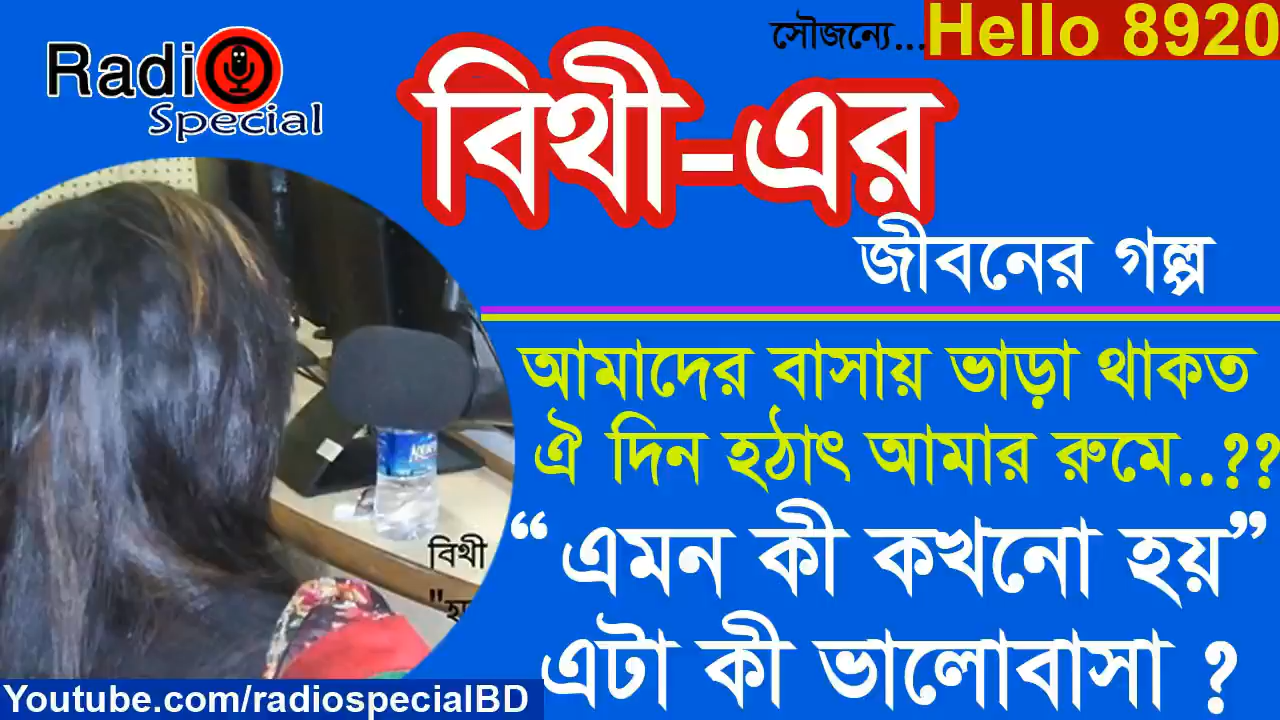 সৌজন্যে... Hello 8920
Radio
Special
বিথী-এর
জীবনের গল্প
আমাদের বাসায় ভাড়া থাকত
ঐ দিন হঠাৎ আমার রুমে..??
“এমন কী কখনো হয়”
এটা কী ভালোবাসা ?
বিথী
Youtube.com/radiospecialBD